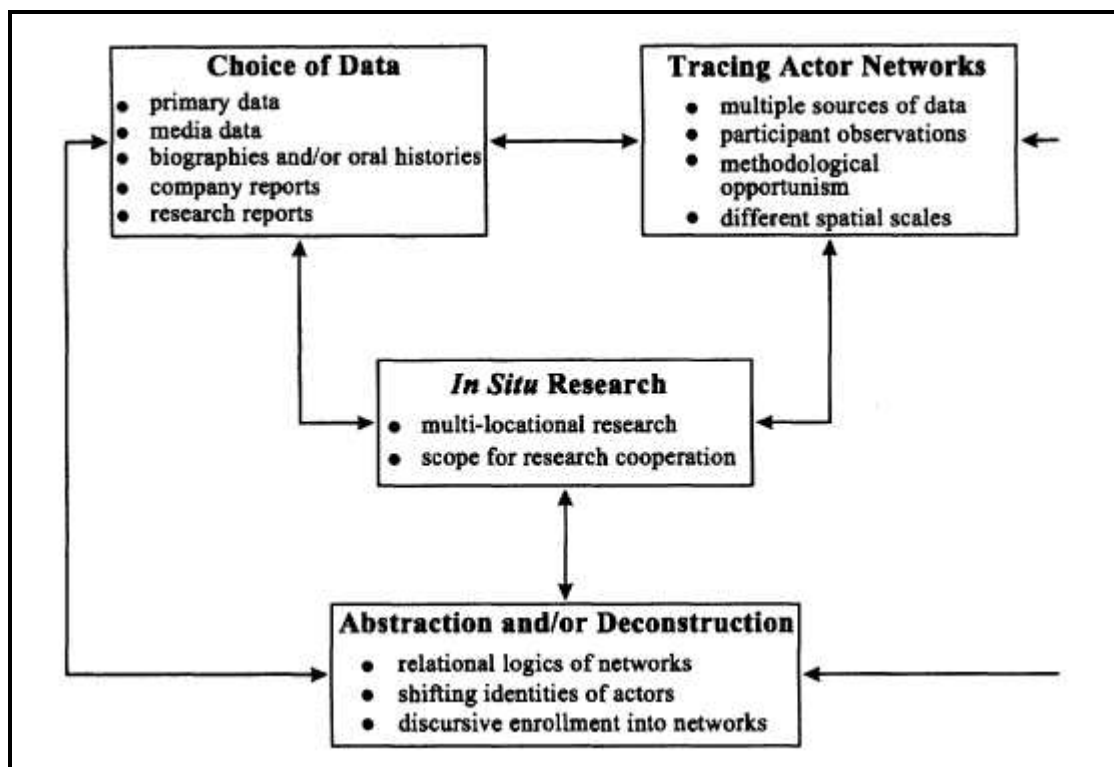 Choice of Data
• primary data
• media data
• biographies and/or oral histories
• company reports
• research reports
Tracing Actor Networks
• multiple sources of data
• participant observations
• methodological
opportunism
• different spatial scales
In Situ Research
• multi-locational research
• scope for research cooperation
Abstraction and/or Deconstruction
• relational logics of networks
• shifting identities of actors
• discursive enrollment into networks